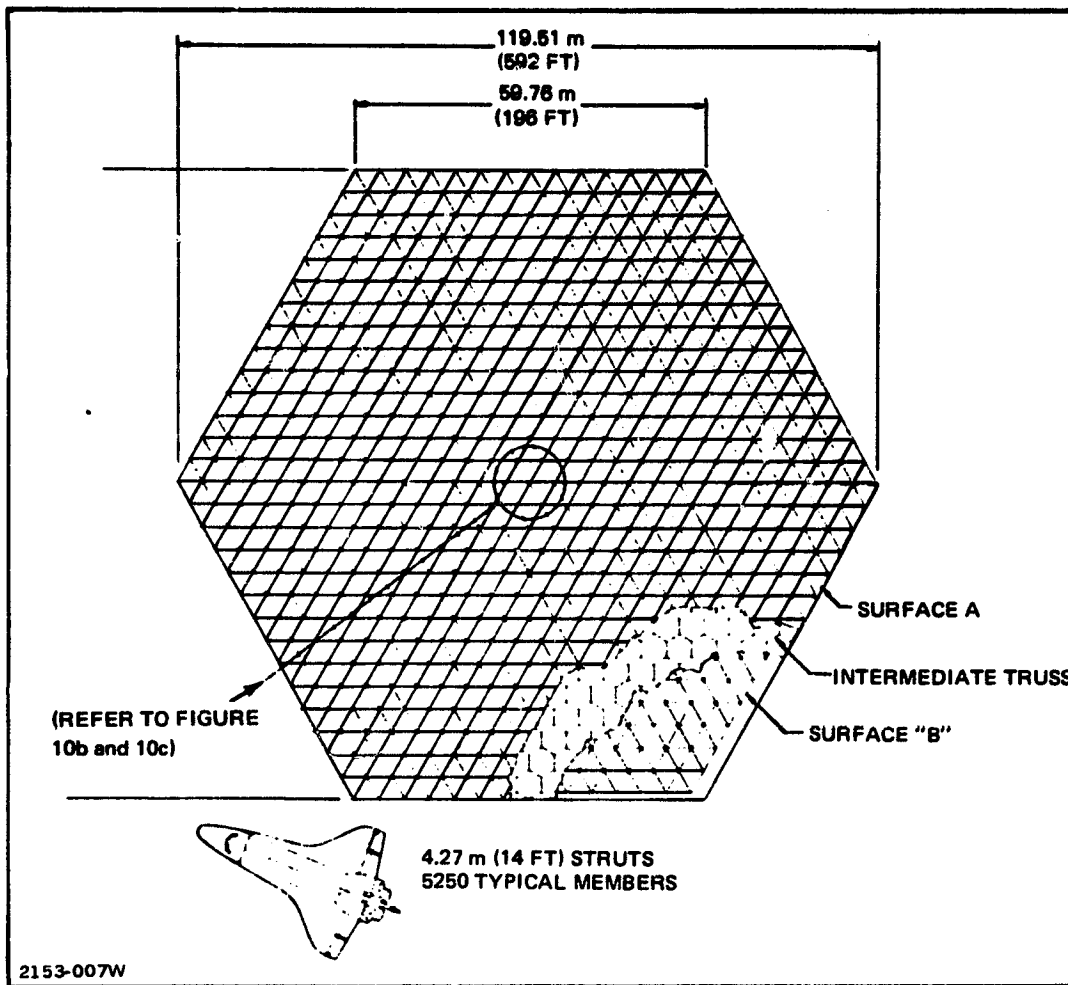 119.51 m
(592 FT)
59.76 m
(196 FT)
SURFACE A
INTERMEDIATE TRUSS
SURFACE "B"
(REFER TO FIGURE
10b and 10c)
4.27 m (14 FT) STRUTS
5250 TYPICAL MEMBERS
2153-007W